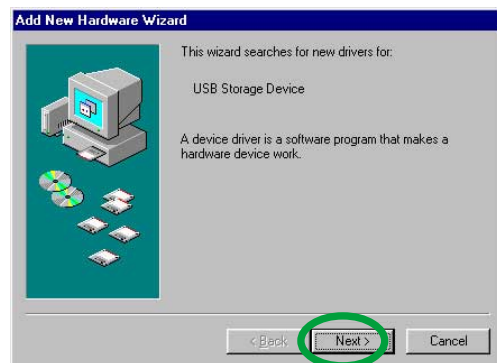 Add New Hardware Wizard
This wizard searches for new drivers for:
USB Storage Device
A device driver is a software program that makes a
hardware device work.
< Back
Next >
Cancel